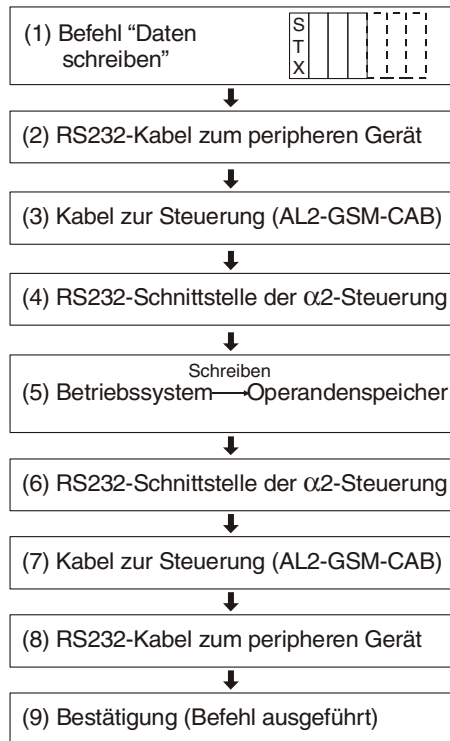 (1) Befehl “Daten
schreiben”
S
T
X
(2) RS232-Kabel zum peripheren Gerät
(3) Kabel zur Steuerung (AL2-GSM-CAB)
(4) RS232-Schnittstelle der α2-Steuerung
Schreiben
(5) Betriebssystem→Operandenspeicher
(6) RS232-Schnittstelle der α2-Steuerung
(7) Kabel zur Steuerung (AL2-GSM-CAB)
(8) RS232-Kabel zum peripheren Gerät
(9) Bestätigung (Befehl ausgeführt)